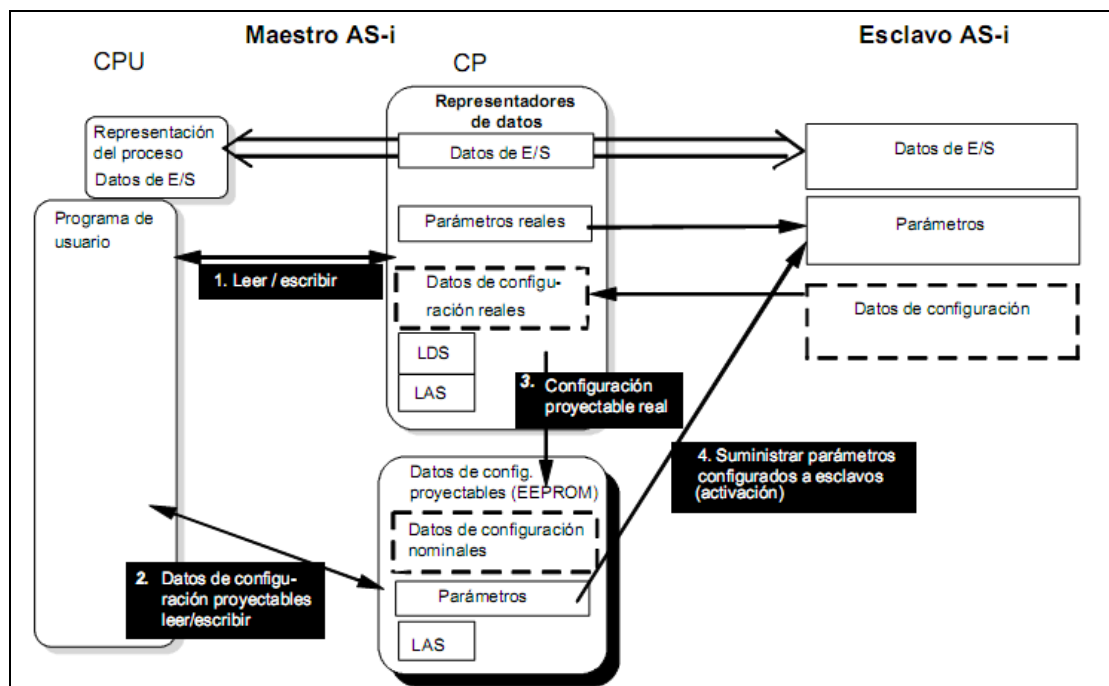 Maestro AS-i
Esclavo AS-i
CPU
CP
Representadores
de datos
Representación
del proceso
Datos de E/S
Datos de E/S
Datos de E/S
Programa de
usuario
Parámetros reales
Parámetros
1. Leer / escribir
Datos de configu-
ración reales
Datos de configuración
LDS
LAS
3. Configuración
proyectable real
4. Suministrar parámetros
configurados a esclavos
(activación)
Datos de config.
proyectables (EEPROM)
Datos de configuración
nominales
2. Datos de configu-
ración proyectables
leer/escribir
Parámetros
LAS